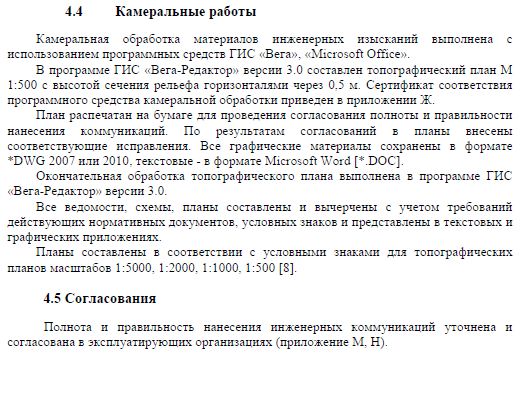 4.4 Камеральные работы
Камеральная обработка материалов инженерных изысканий выполнена с
использованием программных средств ГИС «Вега», «Microsoft Office».
В программе ГИС «Вега-Редактор» версии 3.0 составлен топографический план М
1:500 с высотой сечения рельефа горизонталями через 0,5 м. Сертификат соответствия
программного средства камеральной обработки приведен в приложении Ж.
План распечатан на бумаге для проведения согласования полноты и правильности
нанесения коммуникаций. По результатам согласований в планы внесены
соответствующие исправления. Все графические материалы сохранены в формате
*DWG 2007 или 2010, текстовые - в формате Microsoft Word [*.DOC].
Окончательная обработка топографического плана выполнена в программе ГИС
«Вега-Редактор» версии 3.0.
Все ведомости, схемы, планы составлены и вычерчены с учетом требований
действующих нормативных документов, условных знаков и представлены в текстовых и
графических приложениях.
Планы составлены в соответствии с условными знаками для топографических
планов масштабов 1:5000, 1:2000, 1:1000, 1:500 [8].
4.5 Согласования
Полнота и правильность нанесения инженерных коммуникаций уточнена и
согласована в эксплуатирующих организациях (приложение М, Н).